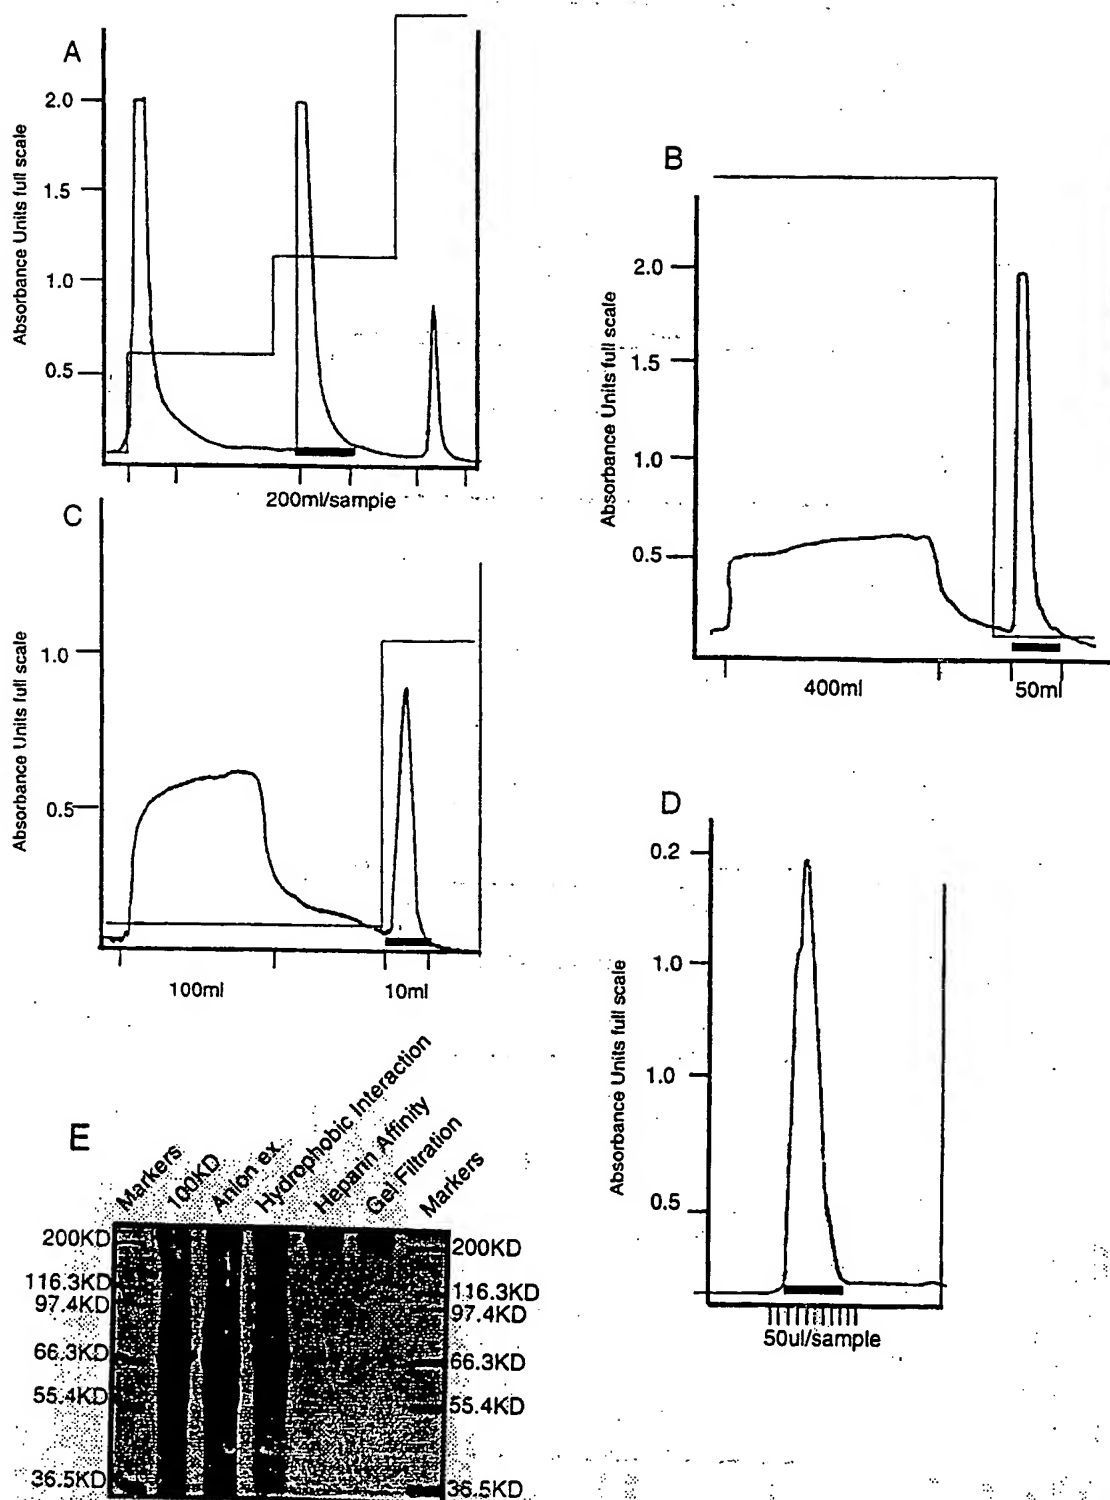 A
Absorbance Units full scale
2.0
1.5
1.0
0.5
200ml/sample
B
Absorbance Units full scale
2.0
1.5
1.0
0.5
400ml
50ml
C
Absorbance Units full scale
1.0
0.5
100ml
10ml
D
Absorbance Units full scale
0.2
1.0
1.0
0.5
50ul/sample
E
Markers
100KD
Anion ex
Hydrophobic Interaction
Heparin Affinity
Gel Filtration
Markers
200KD
116.3KD
97.4KD
66.3KD
55.4KD
36.5KD
200KD
116.3KD
97.4KD
66.3KD
55.4KD
36.5KD